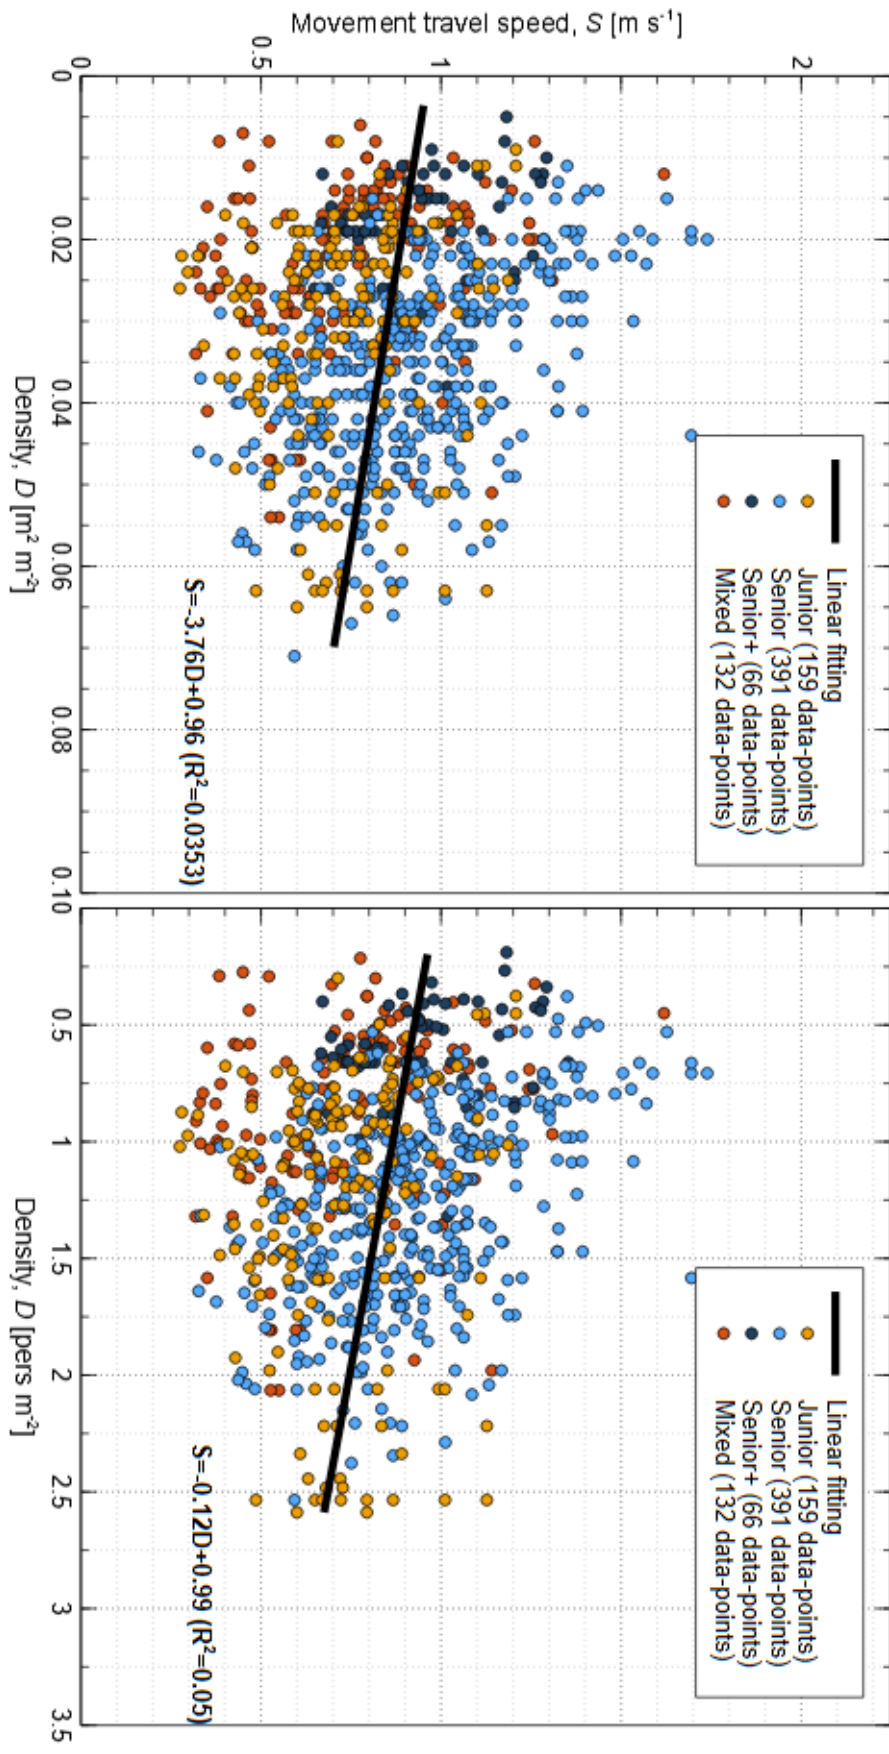 Movement travel speed, S [m s⁻¹]
2
1
0.5
0
Linear fitting
Junior (159 data-points)
Senior (391 data-points)
Senior+ (66 data-points)
Mixed (132 data-points)
S=-3.76D+0.96 (R²=0.0353)
0
0.02
0.04
0.06
0.08
0.10
Density, D [m² m⁻²]
Linear fitting
Junior (159 data-points)
Senior (391 data-points)
Senior+ (66 data-points)
Mixed (132 data-points)
S=-0.12D+0.99 (R²=0.05)
0.5
1
1.5
2
2.5
3
3.5
Density, D [pers m⁻²]